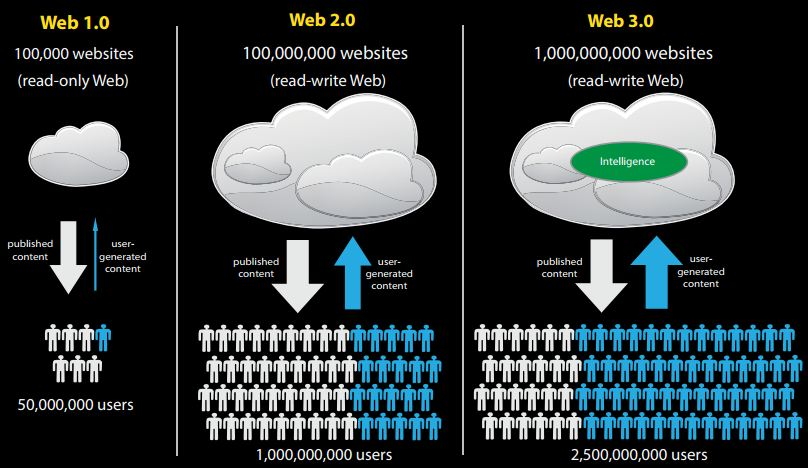 Web 1.0
100,000 websites
(read-only Web)
published
content
user-
generated
content
50,000,000 users
Web 2.0
100,000,000 websites
(read-write Web)
published
content
user-
generated
content
1,000,000,000 users
Web 3.0
1,000,000,000 websites
(read-write Web)
Intelligence
published
content
user-
generated
content
2,500,000,000 users